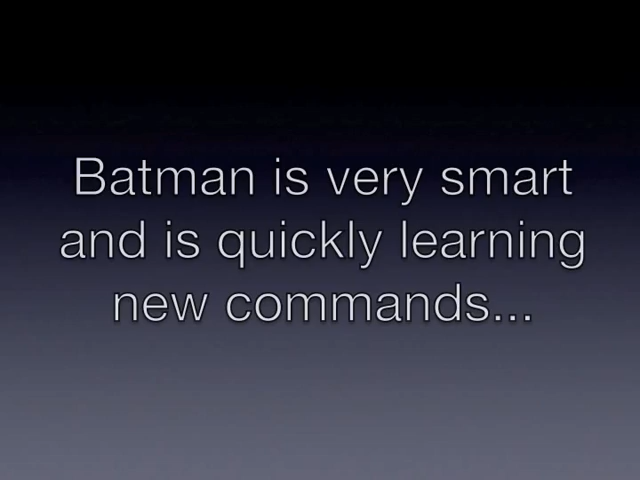 Batman is very smart
and is quickly learning
new commands...